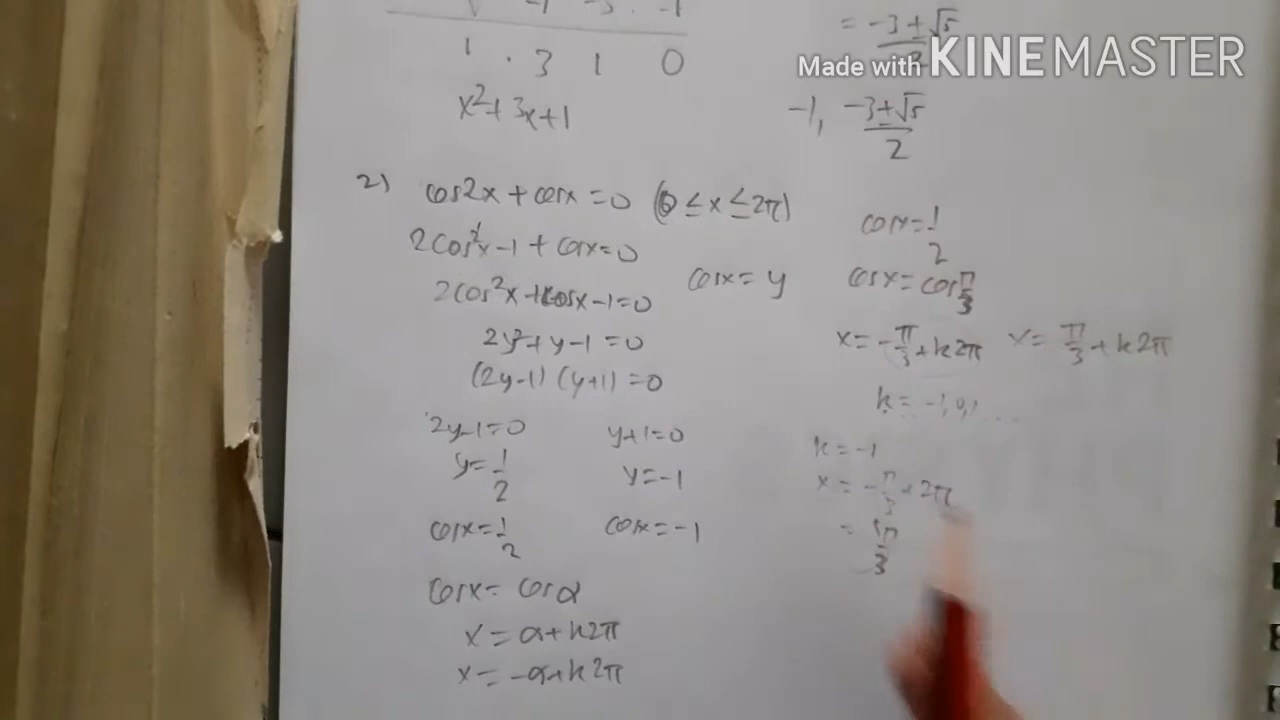 1 · 3 1 0
x²+3x+1
= -3±√5
Made with KINEMASTER
-1, -3±√5/2
2) cos2x + cosx = 0 (0 ≤ x ≤ 2π)
2cos²x-1 + cosx=0
2cos²x+cosx-1=0
cosx = y
2y²+y-1=0
(2y-1) (y+1)=0
2y-1=0 y+1=0
y=1/2 y=-1
cosx=1/2 cosx=-1
cosx= cosα
x = α+k2π
x = -α+k2π
cosx=1/2
cosx=cosπ/3
x=-π/3+k2π x=π/3+k2π
k=-1,0,1 ....
k=-1
x = -π/3+2π
= 5π/3